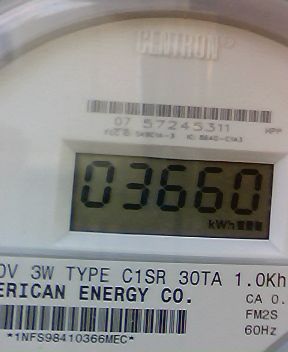 CENTRON®
07 57245311
HPP
03660
kWh
0V 3W TYPE C1SR 30TA 1.0Kh
ERICAN ENERGY CO.
CA 0.
FM2S
60Hz
*1NFS98410366MEC*